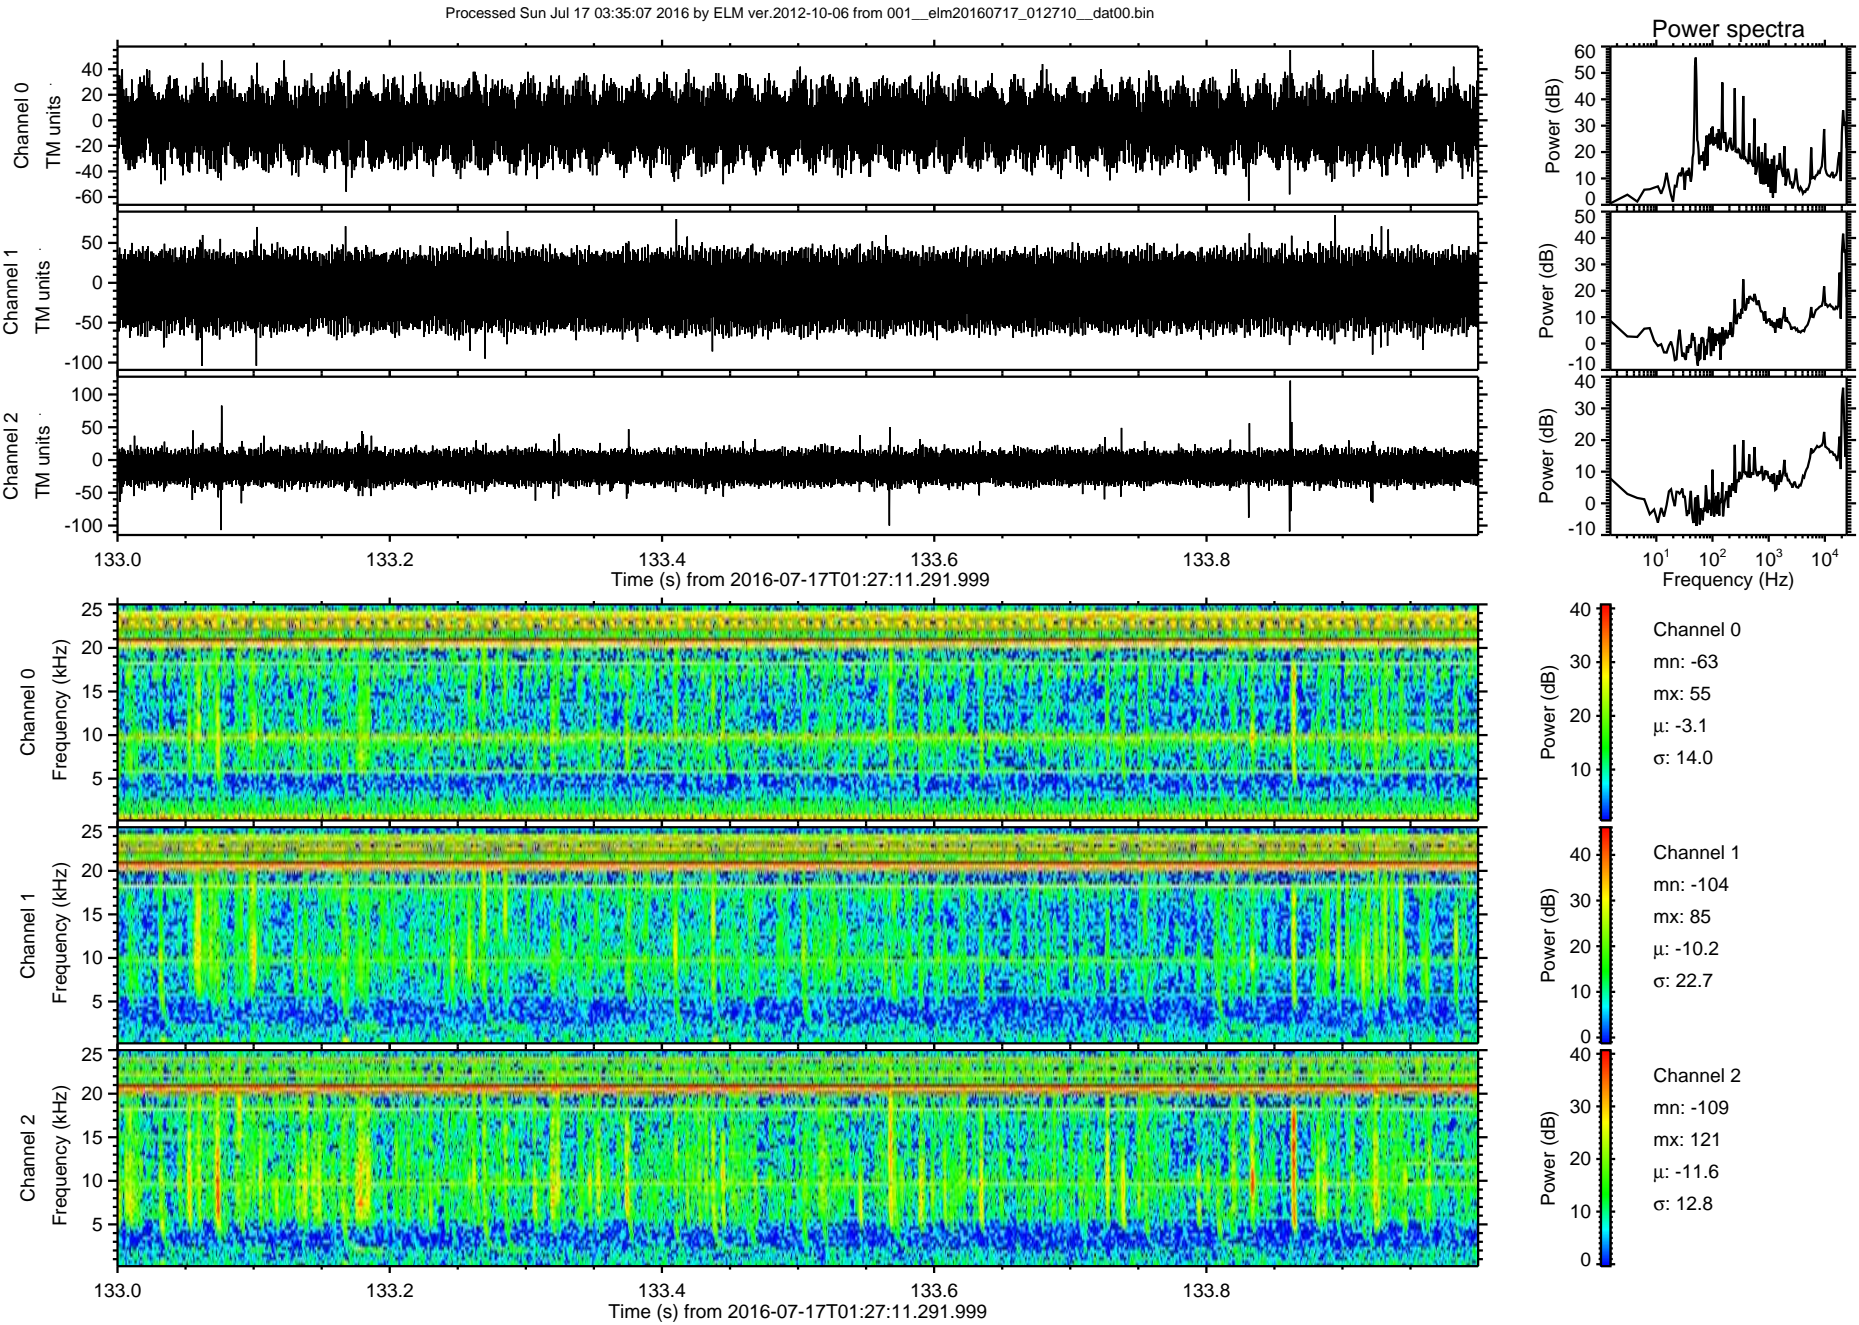 Processed Sun Jul 17 03:35:07 2016 by ELM ver.2012-10-06 from 001__elm20160717_012710__dat00.bin
Power spectra
Channel 0
TM units
40
20
0
-20
-40
-60
Power (dB)
60
50
40
30
20
10
0
Channel 1
TM units
50
0
-50
-100
Power (dB)
50
40
30
20
10
0
-10
Channel 2
TM units
100
50
0
-50
-100
Power (dB)
40
30
20
10
0
-10
133.0 133.2 133.4 133.6 133.8
Time (s) from 2016-07-17T01:27:11.291.999
10¹ 10² 10³ 10⁴
Frequency (Hz)
Channel 0
Frequency (kHz)
25
20
15
10
5
Power (dB)
40
30
20
10
Channel 0
mn: -63
mx: 55
μ: -3.1
σ: 14.0
Channel 1
Frequency (kHz)
25
20
15
10
5
Power (dB)
40
30
20
10
0
Channel 1
mn: -104
mx: 85
μ: -10.2
σ: 22.7
Channel 2
Frequency (kHz)
25
20
15
10
5
Power (dB)
40
30
20
10
0
Channel 2
mn: -109
mx: 121
μ: -11.6
σ: 12.8
133.0 133.2 133.4 133.6 133.8
Time (s) from 2016-07-17T01:27:11.291.999